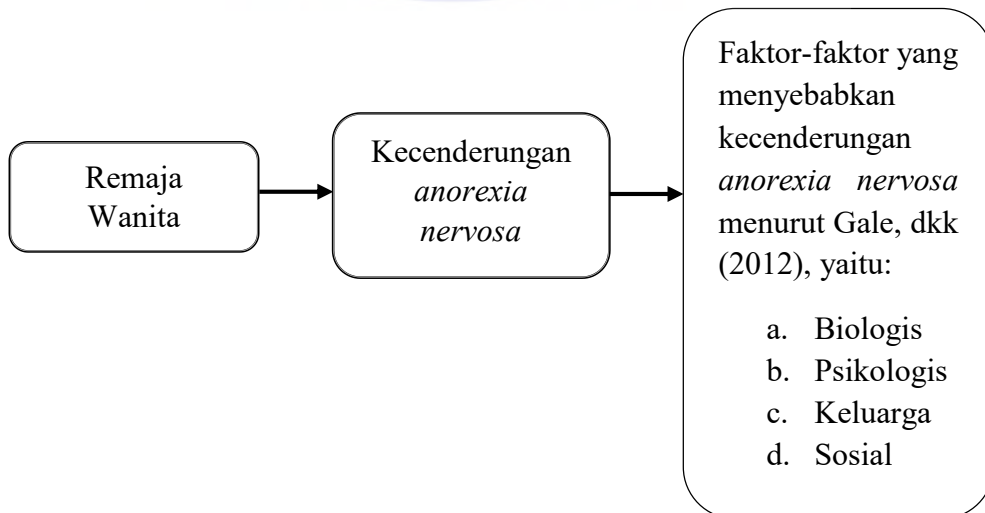 Remaja
Wanita
Kecenderungan
anorexia
nervosa
Faktor-faktor yang
menyebabkan
kecenderungan
anorexia nervosa
menurut Gale, dkk
(2012), yaitu:
a. Biologis
b. Psikologis
c. Keluarga
d. Sosial